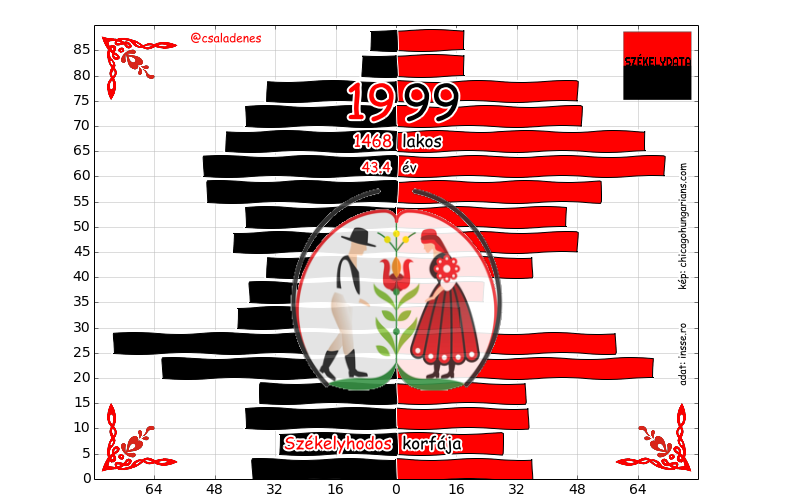 @csaladenes
SZÉKELYDATA
1999
1468 lakos
43.4 év
kép: chicagohungarians.com
adat: insse.ro
Székelyhodos korfája
85
80
75
70
65
60
55
50
45
40
35
30
25
20
15
10
5
0
64 48 32 16 0 16 32 48 64